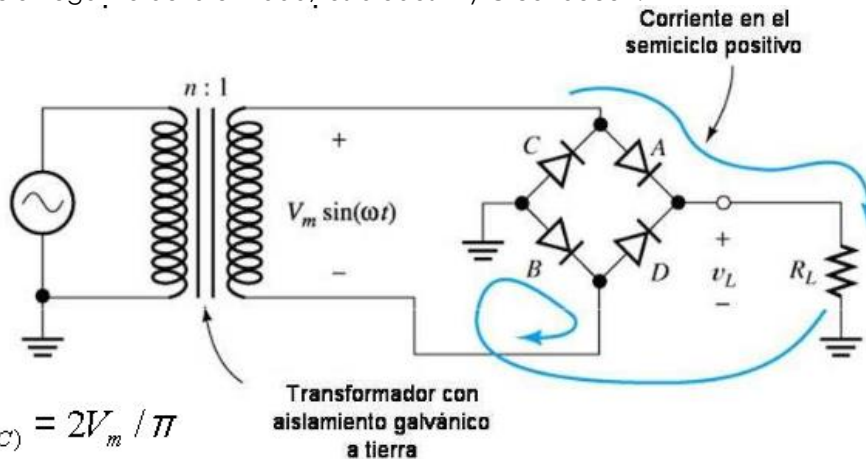 Corriente en el
semiciclo positivo
n : 1
C
A
+
V_m sin(ωt)
−
B
D
+
v_L
−
R_L
Transformador con
aislamiento galvánico
a tierra
C) = 2V_m / π